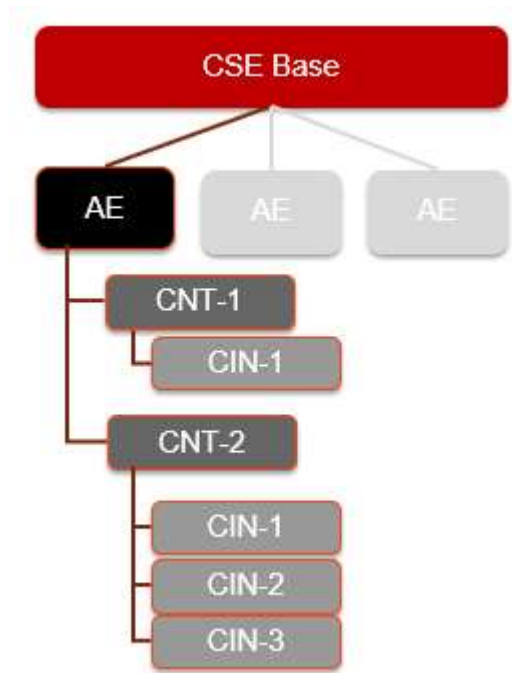 CSE Base
AE
AE
AE
CNT-1
CIN-1
CNT-2
CIN-1
CIN-2
CIN-3